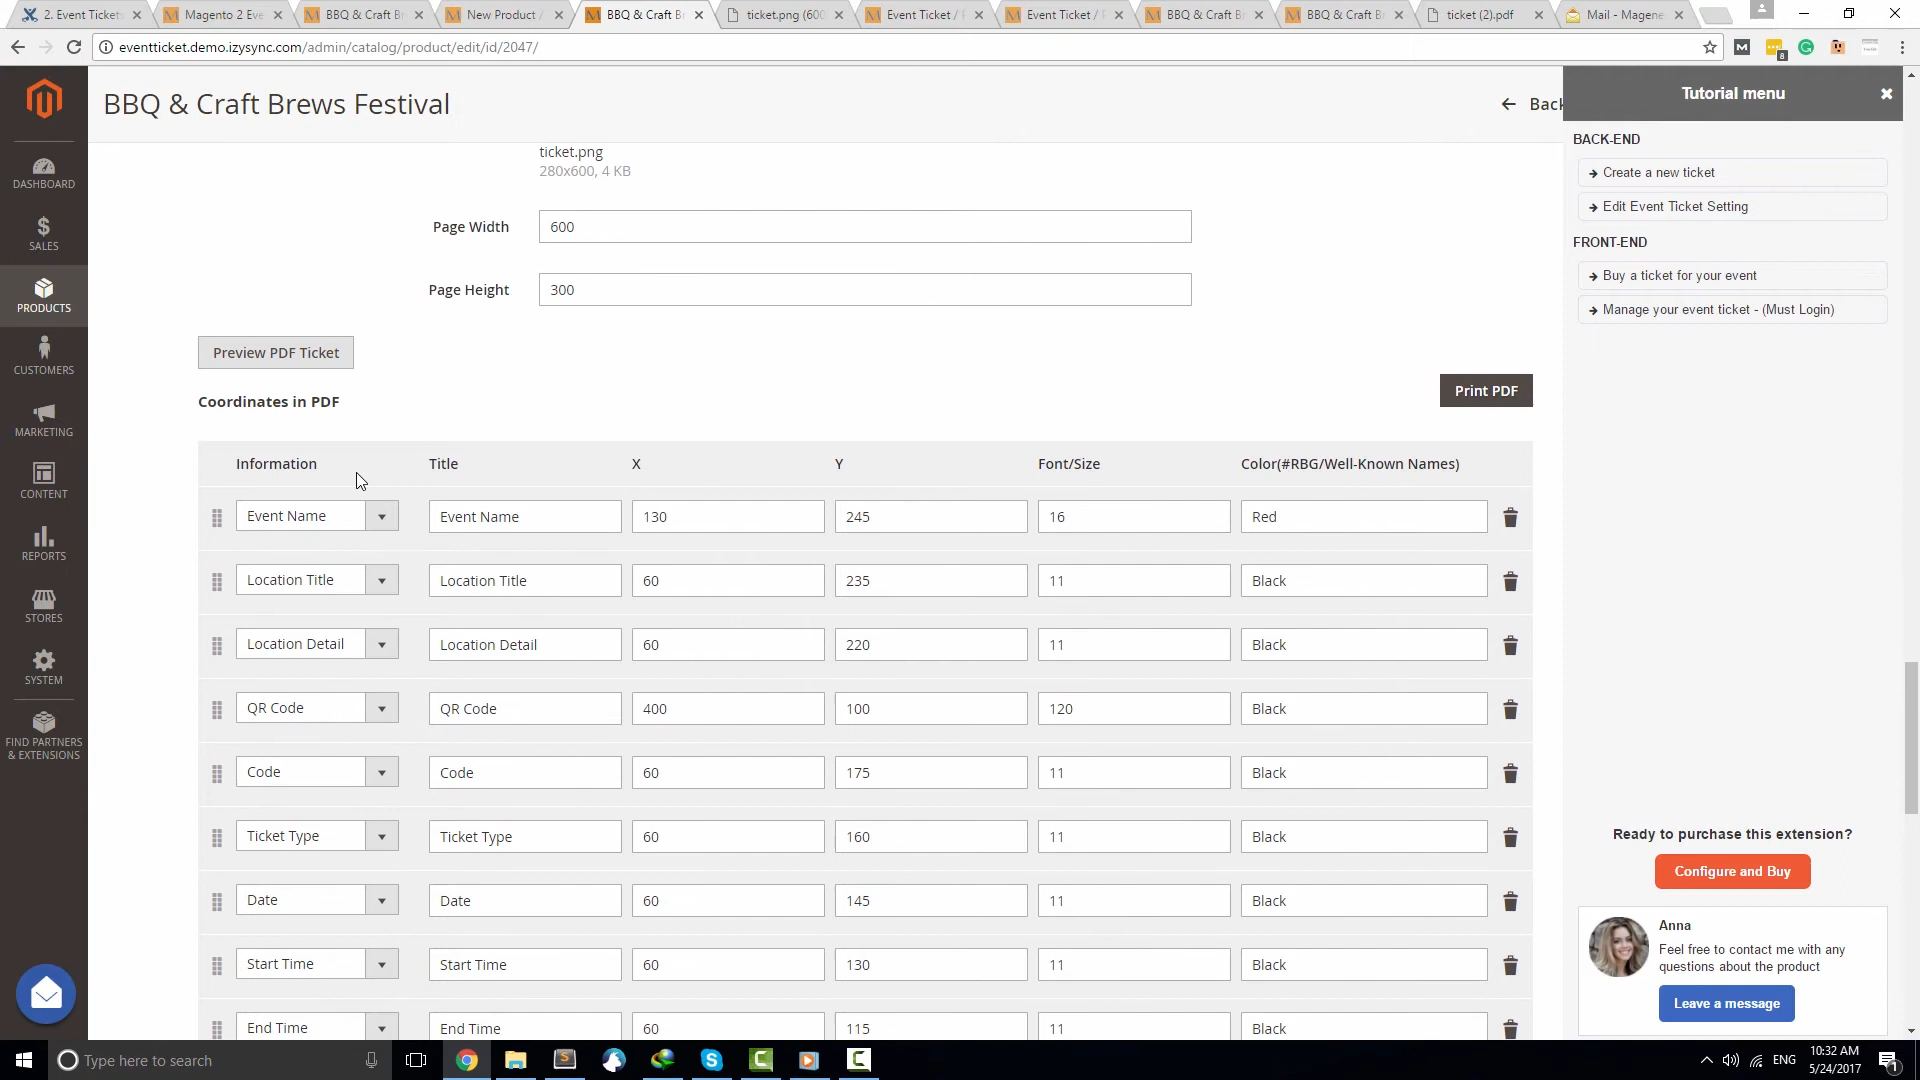 2. Event Tickets
Magento 2 Eve
BBQ & Craft Br
New Product /
BBQ & Craft Br
ticket.png (600
Event Ticket /
Event Ticket /
BBQ & Craft B
BBQ & Craft B
ticket (2).pdf
Mail - Magene
eventticket.demo.izysync.com/admin/catalog/product/edit/id/2047/
M
8
BBQ & Craft Brews Festival
Back
Tutorial menu
BACK-END
Create a new ticket
Edit Event Ticket Setting
FRONT-END
Buy a ticket for your event
Manage your event ticket - (Must Login)
DASHBOARD
$
SALES
PRODUCTS
CUSTOMERS
MARKETING
CONTENT
REPORTS
STORES
SYSTEM
FIND PARTNERS
& EXTENSIONS
ticket.png
280x600, 4 KB
Page Width 600
Page Height 300
Preview PDF Ticket
Print PDF
Coordinates in PDF
Information Title X Y Font/Size Color(#RBG/Well-Known Names)
Event Name Event Name 130 245 16 Red
Location Title Location Title 60 235 11 Black
Location Detail Location Detail 60 220 11 Black
QR Code QR Code 400 100 120 Black
Code Code 60 175 11 Black
Ticket Type Ticket Type 60 160 11 Black
Date Date 60 145 11 Black
Start Time Start Time 60 130 11 Black
End Time End Time 60 115 11 Black
Ready to purchase this extension?
Configure and Buy
Anna
Feel free to contact me with any
questions about the product
Leave a message
Type here to search
ENG
10:32 AM
5/24/2017
1